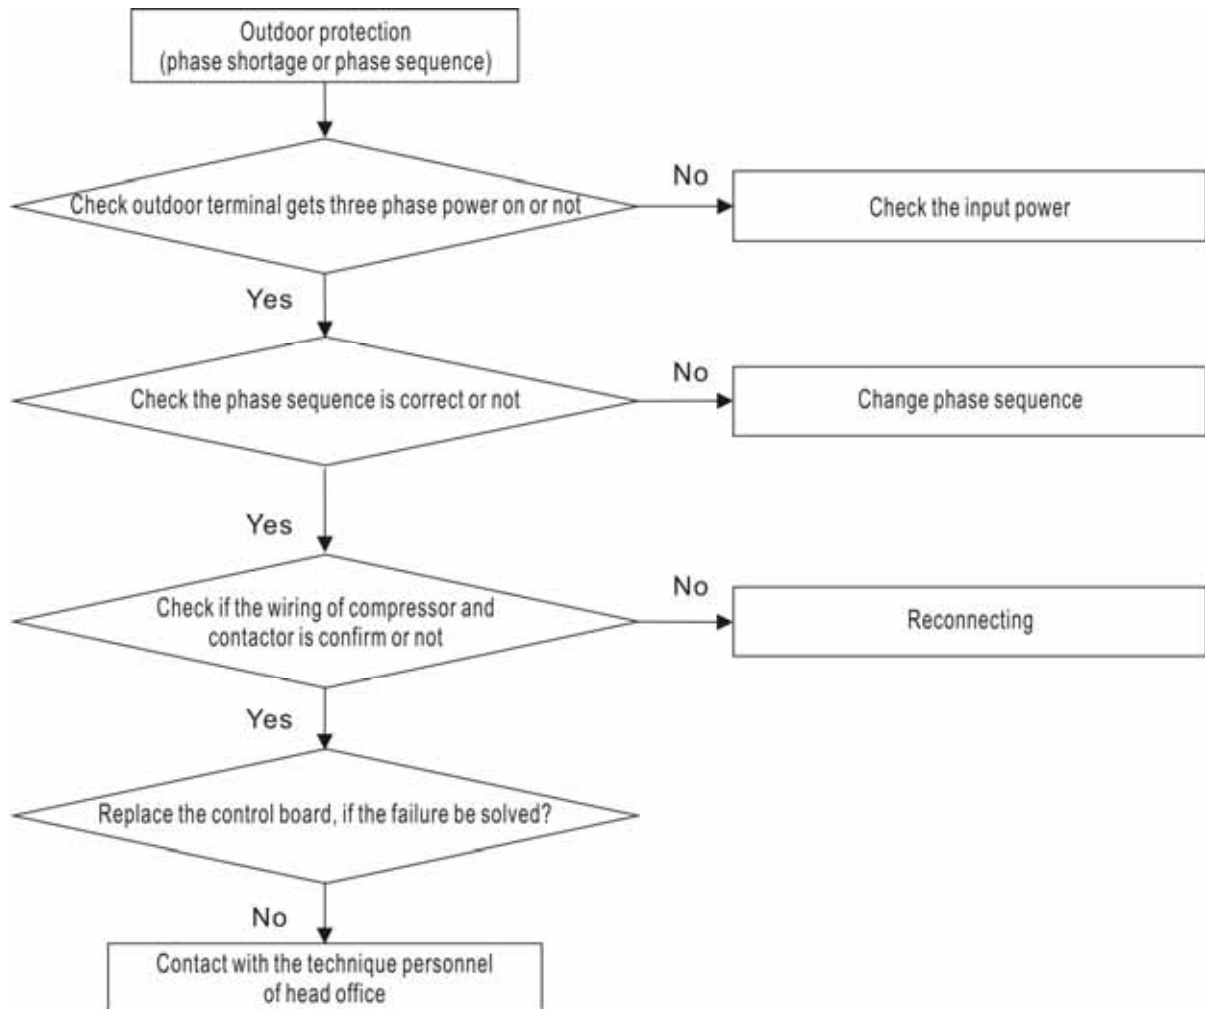 Outdoor protection
(phase shortage or phase sequence)
Check outdoor terminal gets three phase power on or not
No
Check the input power
Yes
Check the phase sequence is correct or not
No
Change phase sequence
Yes
Check if the wiring of compressor and
contactor is confirm or not
No
Reconnecting
Yes
Replace the control board, if the failure be solved?
No
Contact with the technique personnel
of head office